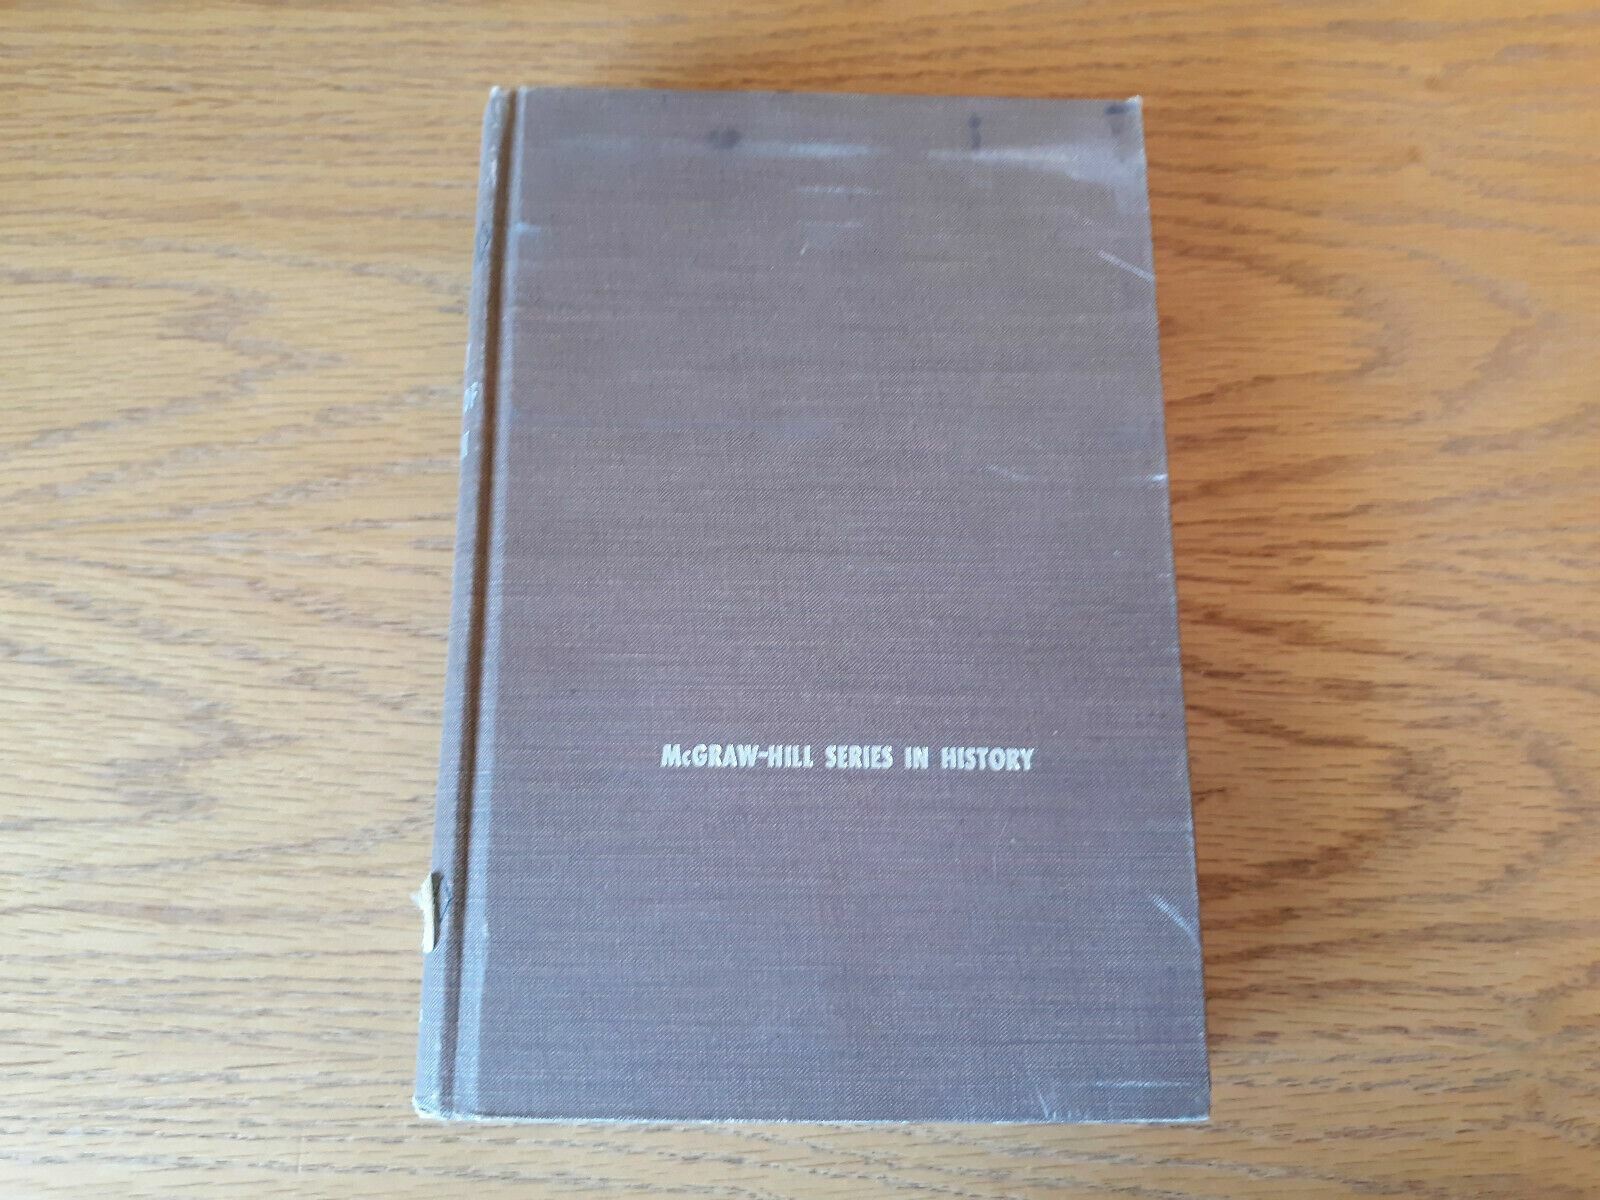 McGRAW-HILL SERIES IN HISTORY